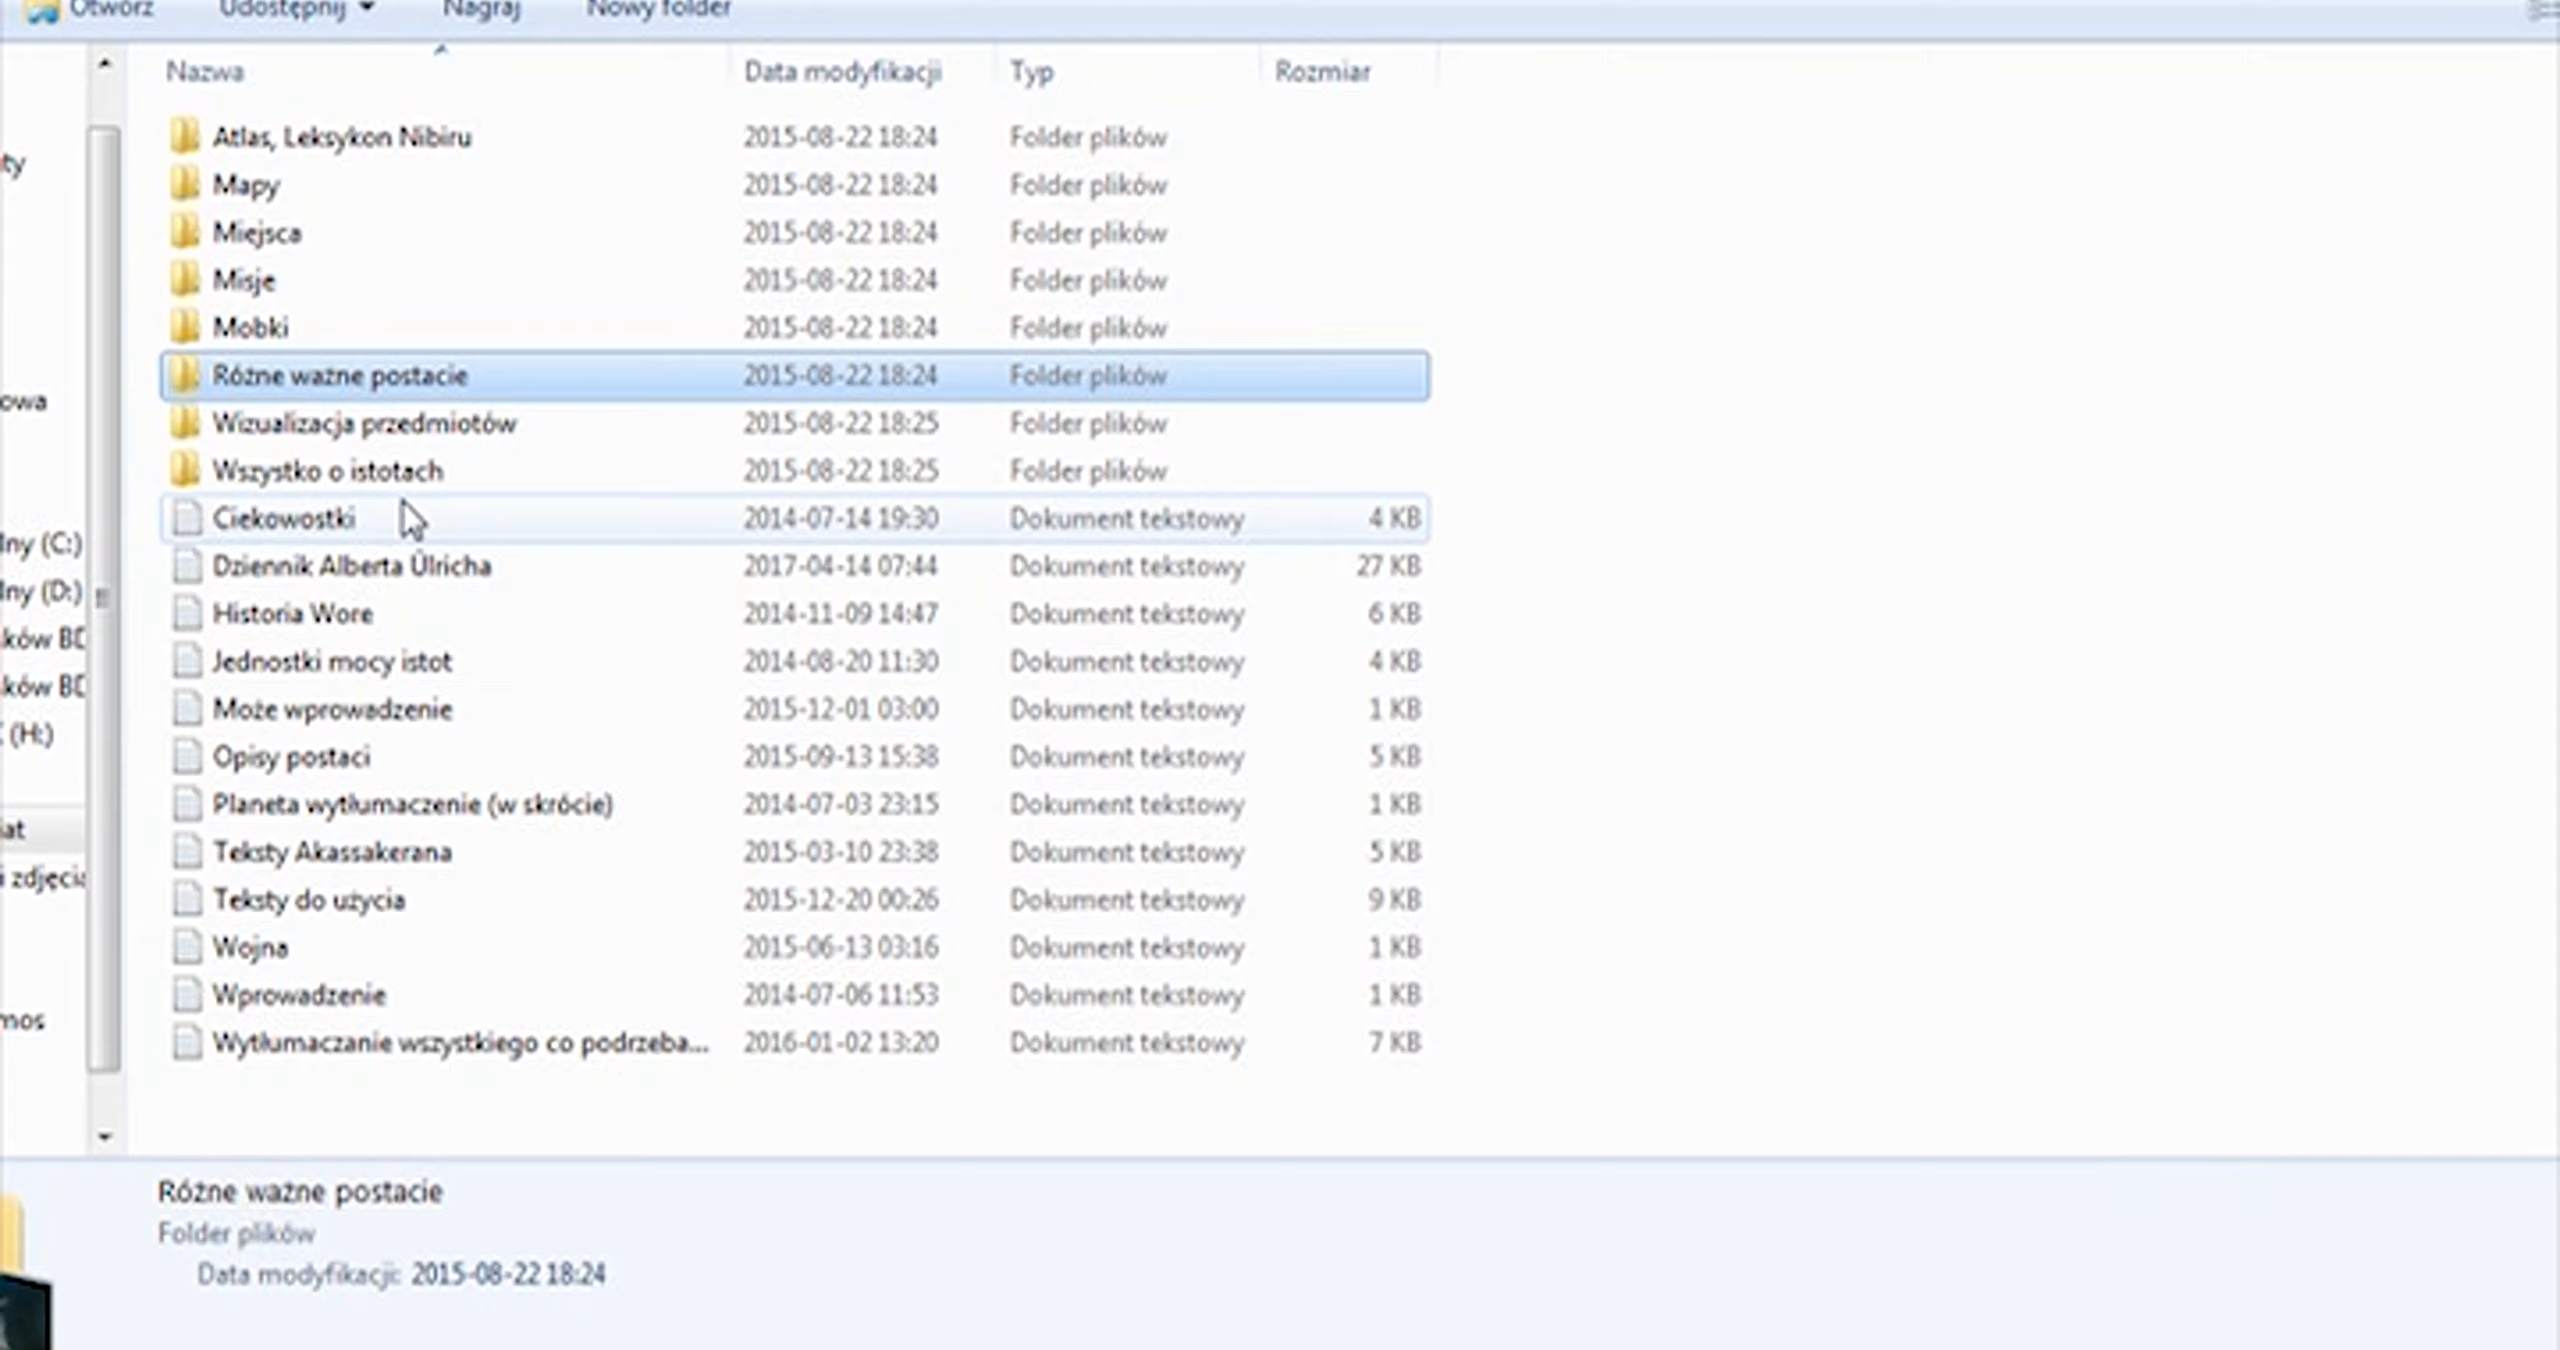 Otwórz Udostępnij Nagraj Nowy folder
Nazwa Data modyfikacji Typ Rozmiar
Atlas, Leksykon Nibiru 2015-08-22 18:24 Folder plików
Mapy 2015-08-22 18:24 Folder plików
ty
Miejsca 2015-08-22 18:24 Folder plików
Misje 2015-08-22 18:24 Folder plików
Mobki 2015-08-22 18:24 Folder plików
Różne ważne postacie 2015-08-22 18:24 Folder plików
owa
Wizualizacja przedmiotów 2015-08-22 18:25 Folder plików
Wszystko o istotach 2015-08-22 18:25 Folder plików
Ciekowostki 2014-07-14 19:30 Dokument tekstowy 4 KB
lny (C:)
Dziennik Alberta Ulricha 2017-04-14 07:44 Dokument tekstowy 27 KB
lny (D:)
Historia Wore 2014-11-09 14:47 Dokument tekstowy 6 KB
ków BD
Jednostki mocy istot 2014-08-20 11:30 Dokument tekstowy 4 KB
ków BD
Może wprowadzenie 2015-12-01 03:00 Dokument tekstowy 1 KB
(H:)
Opisy postaci 2015-09-13 15:38 Dokument tekstowy 5 KB
Planeta wytłumaczenie (w skrócie) 2014-07-03 23:15 Dokument tekstowy 1 KB
iat
Teksty Akassakerana 2015-03-10 23:38 Dokument tekstowy 5 KB
i zdjęcia
Teksty do użycia 2015-12-20 00:26 Dokument tekstowy 9 KB
Wojna 2015-06-13 03:16 Dokument tekstowy 1 KB
Wprowadzenie 2014-07-06 11:53 Dokument tekstowy 1 KB
mos
Wytłumaczanie wszystkiego co podrzeba... 2016-01-02 13:20 Dokument tekstowy 7 KB
Różne ważne postacie
Folder plików
Data modyfikacji: 2015-08-22 18:24